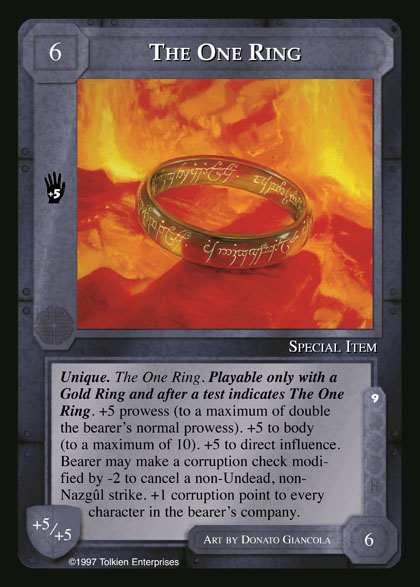 6
THE ONE RING
+5
SPECIAL ITEM
Unique. The One Ring. Playable only with a
Gold Ring and after a test indicates The One
Ring. +5 prowess (to a maximum of double
the bearer's normal prowess). +5 to body
(to a maximum of 10). +5 to direct influence.
Bearer may make a corruption check modi-
fied by -2 to cancel a non-Undead, non-
Nazgûl strike. +1 corruption point to every
character in the bearer's company.
9
H
+5/+5
ART BY DONATO GIANCOLA
6
©1997 Tolkien Enterprises